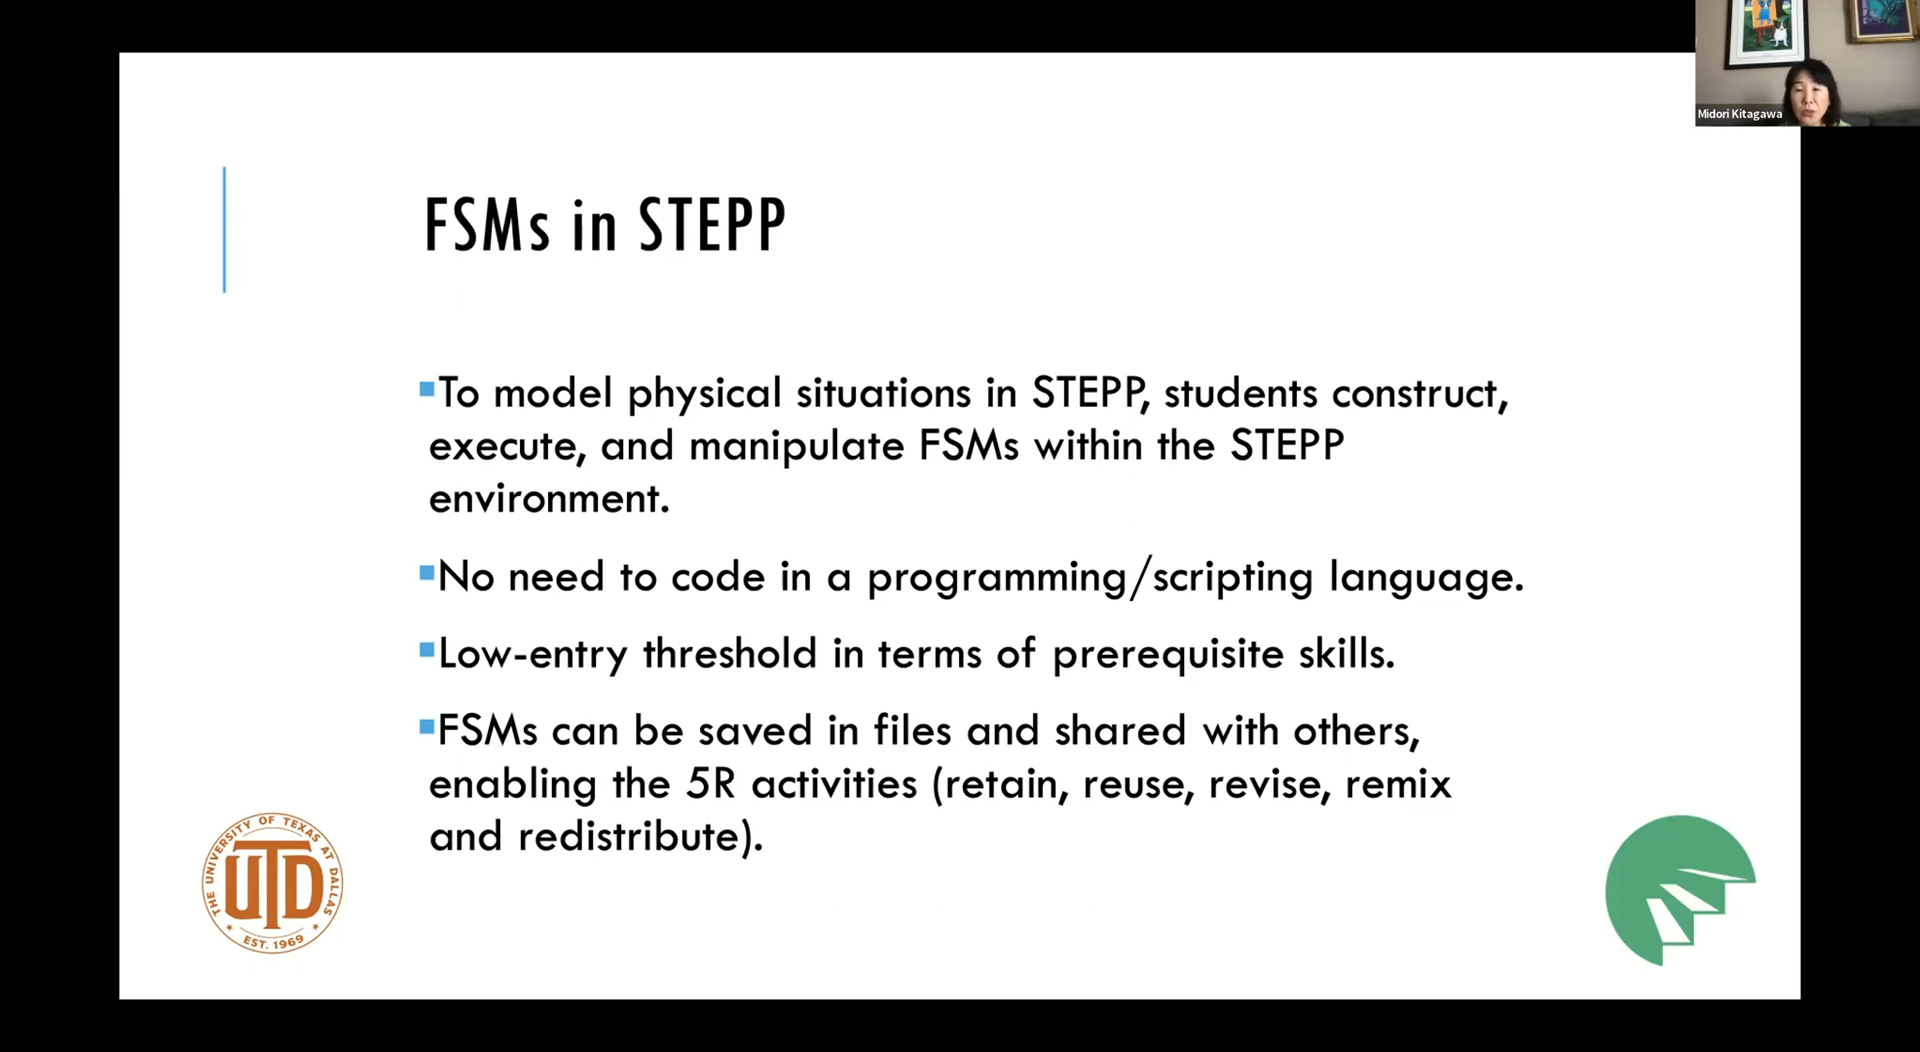 Midori Kitagawa
FSMs in STEPP
To model physical situations in STEPP, students construct,
execute, and manipulate FSMs within the STEPP
environment.
No need to code in a programming/scripting language.
Low-entry threshold in terms of prerequisite skills.
FSMs can be saved in files and shared with others,
enabling the 5R activities (retain, reuse, revise, remix
and redistribute).
THE UNIVERSITY OF TEXAS AT DALLAS
UTD
EST. 1969